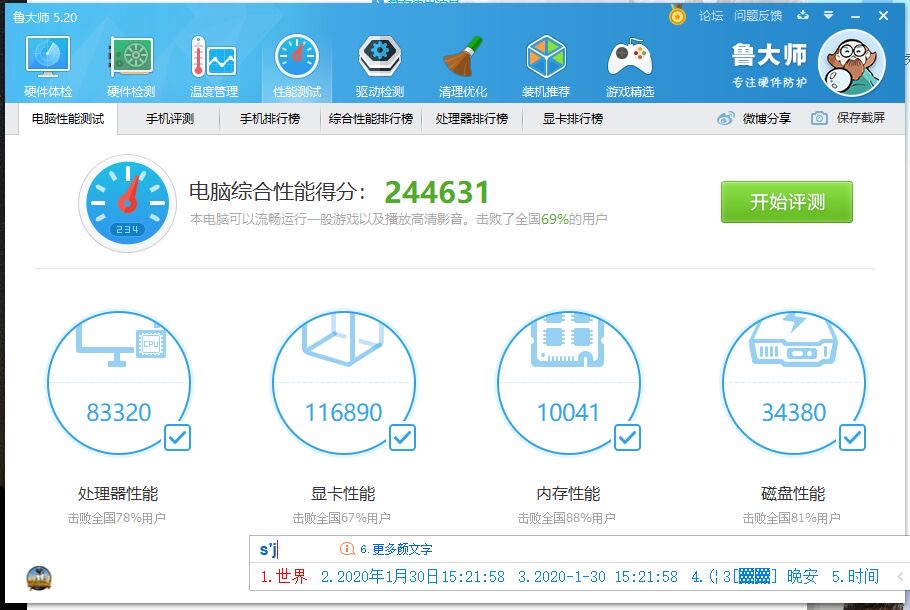 鲁大师 5.20
论坛 问题反馈
硬件体检 硬件检测 温度管理 性能测试 驱动检测 清理优化 装机推荐 游戏精选
鲁大师
专注硬件防护
电脑性能测试 手机评测 手机排行榜 综合性能排行榜 处理器排行榜 显卡排行榜 微博分享 保存截屏
电脑综合性能得分: 244631
本电脑可以流畅运行一般游戏以及播放高清影音。击败了全国69%的用户
234
开始评测
CPU
83320 116890 10041 34380
处理器性能 显卡性能 内存性能 磁盘性能
击败全国78%用户 击败全国67%用户 击败全国88%用户 击败全国81%用户
s'j 6.更多颜文字
1.世界 2.2020年1月30日15:21:58 3.2020-1-30 15:21:58 4.(¦3[▓▓] 晚安 5.时间